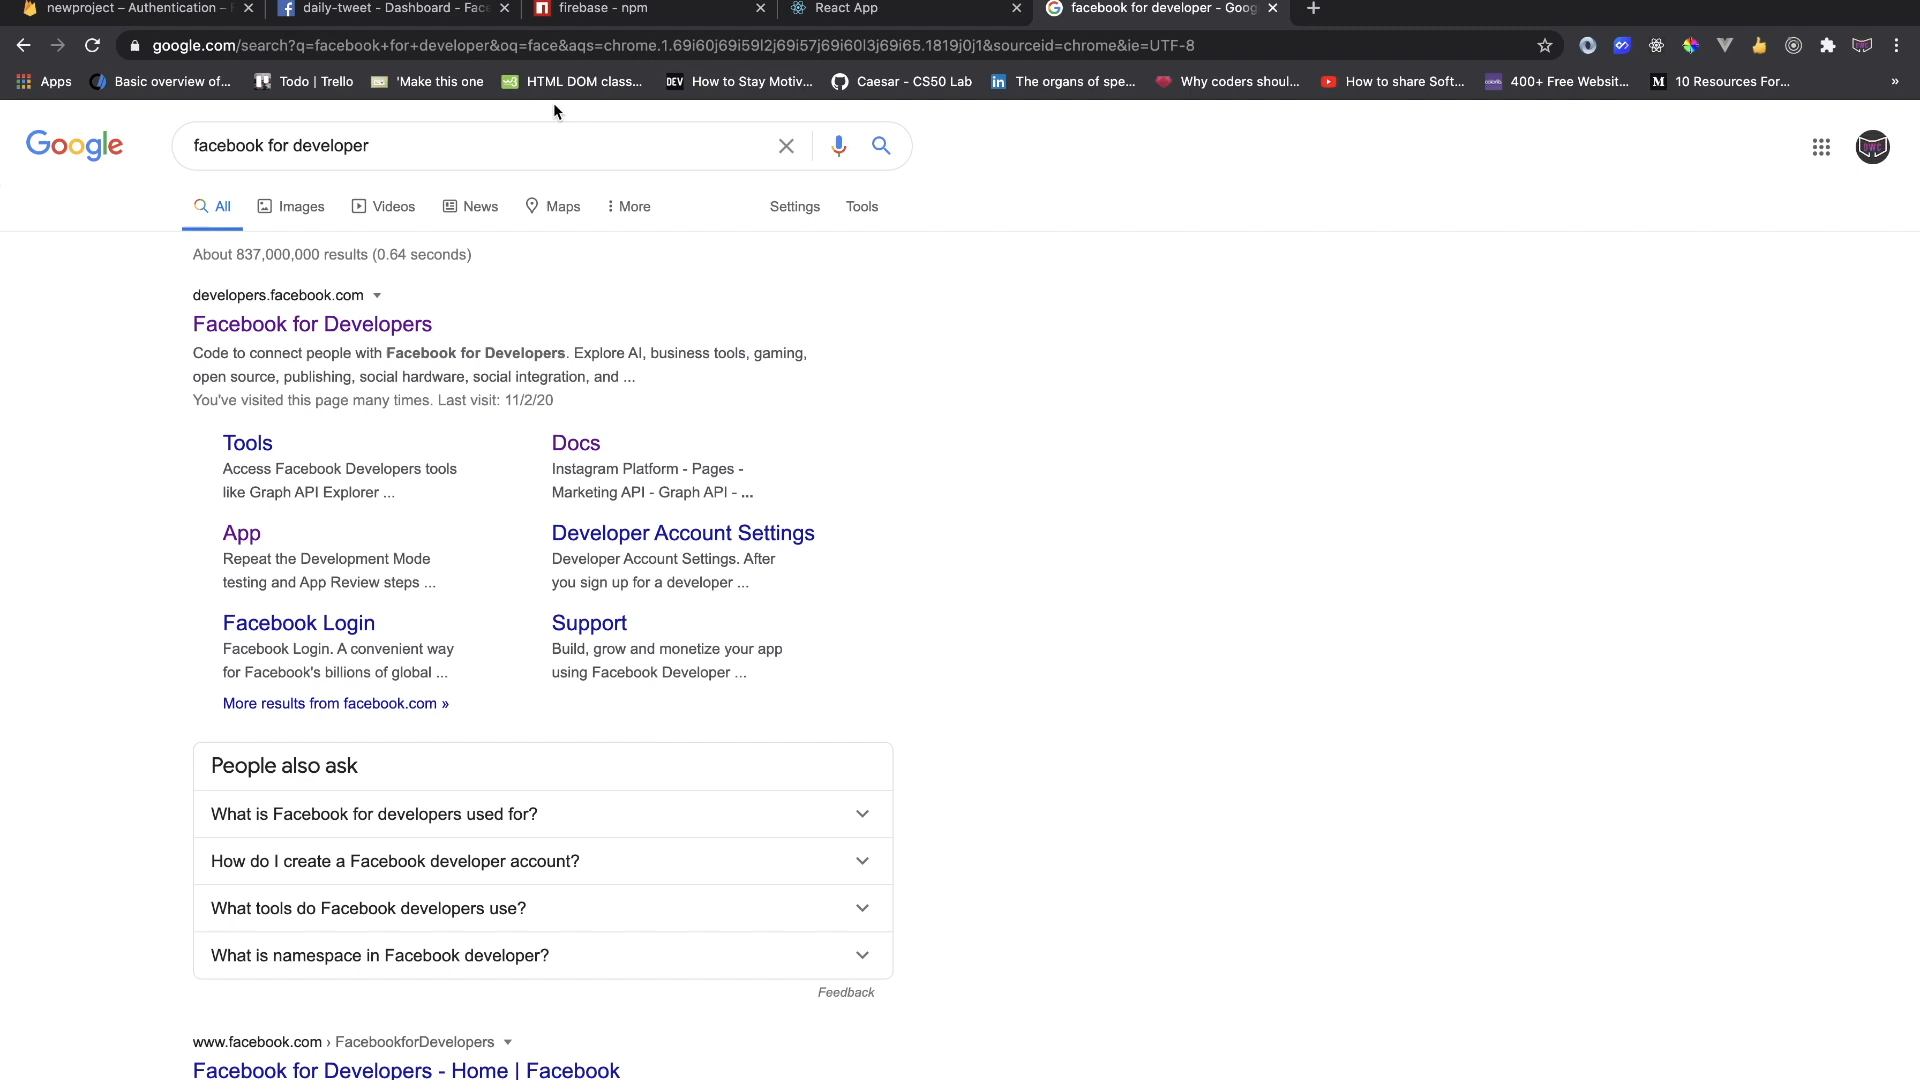 newproject – Authentication –
daily-tweet - Dashboard - Face
firebase - npm
React App
facebook for developer - Goog
google.com/search?q=facebook+for+developer&oq=face&aqs=chrome.1.69i60j69i59l2j69i57j69i60l3j69i65.1819j0j1&sourceid=chrome&ie=UTF-8
Apps
Basic overview of...
Todo | Trello
'Make this one
HTML DOM class...
DEV How to Stay Motiv...
Caesar - CS50 Lab
The organs of spe...
Why coders shoul...
How to share Soft...
400+ Free Websit...
10 Resources For...
»
Google
facebook for developer
All
Images
Videos
News
Maps
More
Settings
Tools
About 837,000,000 results (0.64 seconds)
developers.facebook.com
Facebook for Developers
Code to connect people with Facebook for Developers. Explore AI, business tools, gaming,
open source, publishing, social hardware, social integration, and ...
You've visited this page many times. Last visit: 11/2/20
Tools
Access Facebook Developers tools
like Graph API Explorer ...
Docs
Instagram Platform - Pages -
Marketing API - Graph API - ...
App
Repeat the Development Mode
testing and App Review steps ...
Developer Account Settings
Developer Account Settings. After
you sign up for a developer ...
Facebook Login
Facebook Login. A convenient way
for Facebook's billions of global ...
Support
Build, grow and monetize your app
using Facebook Developer ...
More results from facebook.com »
People also ask
What is Facebook for developers used for?
How do I create a Facebook developer account?
What tools do Facebook developers use?
What is namespace in Facebook developer?
Feedback
www.facebook.com › FacebookforDevelopers
Facebook for Developers - Home | Facebook